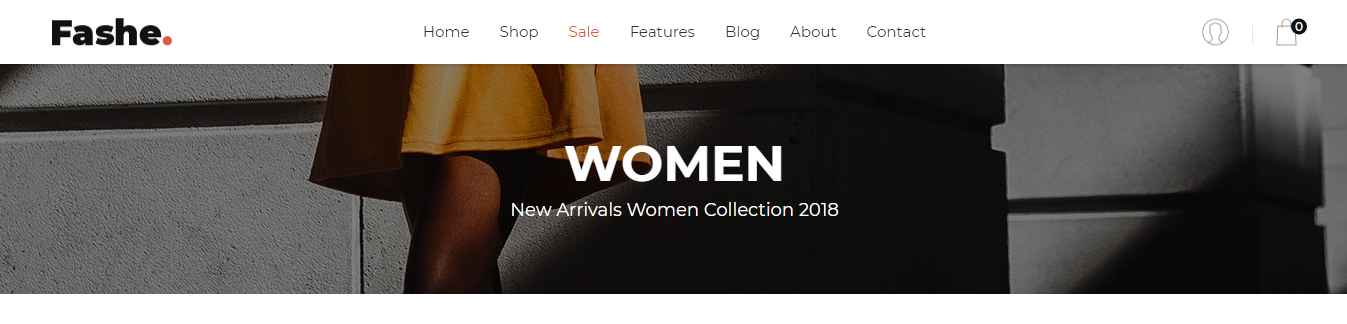 Fashe. Home Shop Sale Features Blog About Contact 0
WOMEN
New Arrivals Women Collection 2018